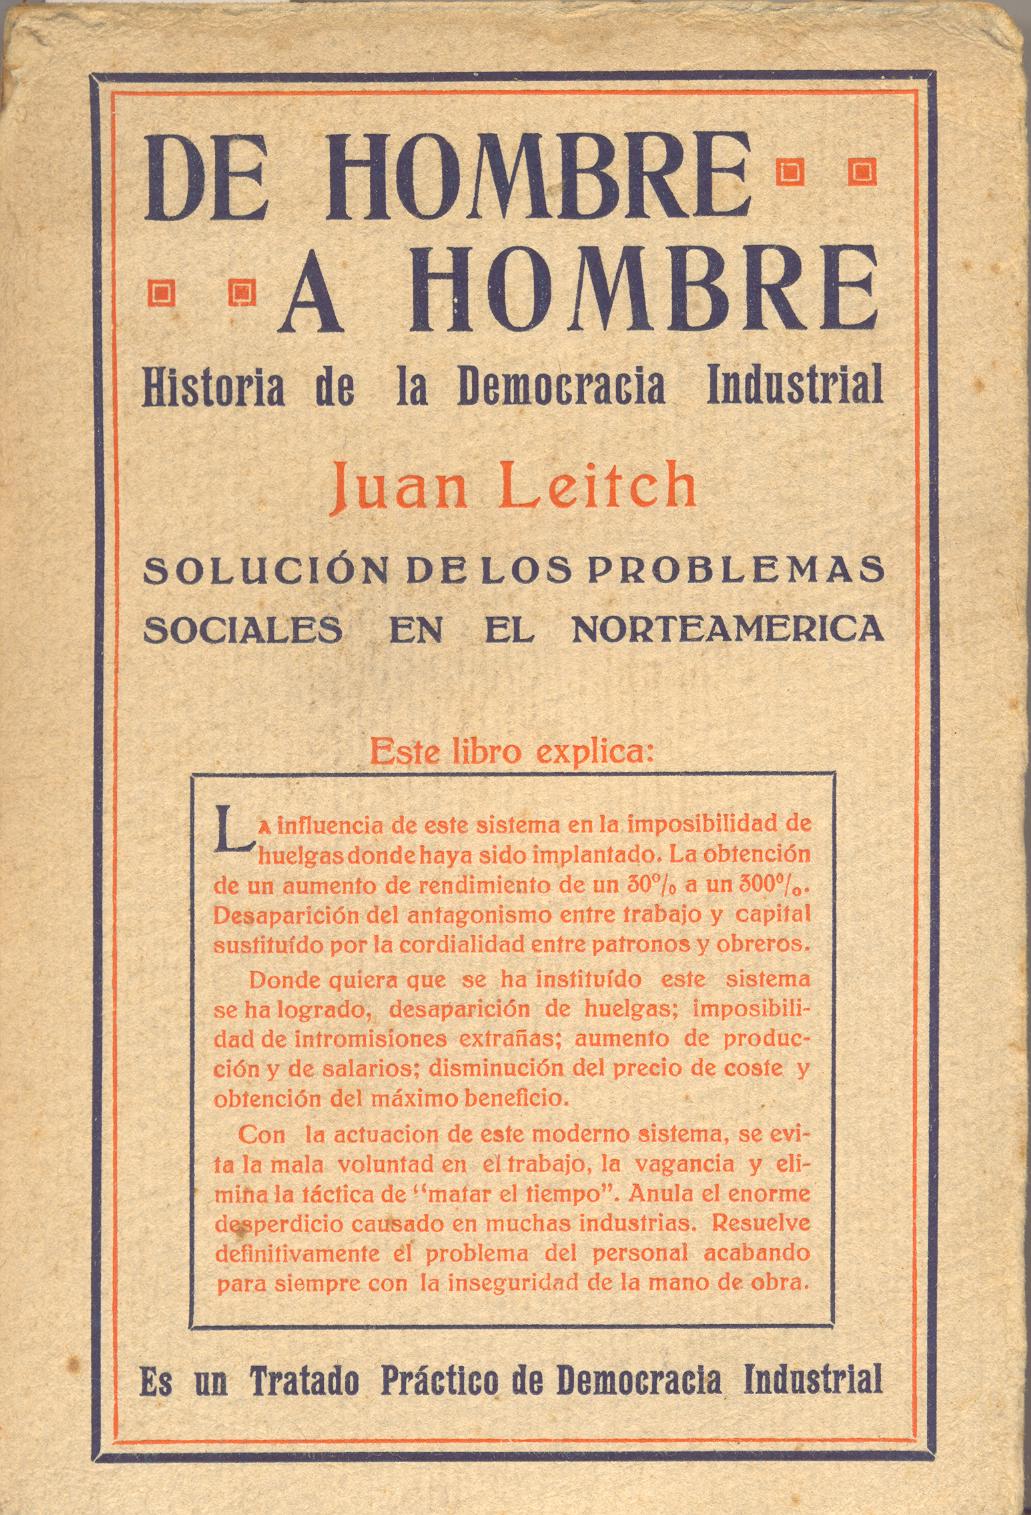 DE HOMBRE
A HOMBRE
Historia de la Democracia Industrial
Juan Leitch
SOLUCIÓN DE LOS PROBLEMAS
SOCIALES EN EL NORTEAMERICA
Este libro explica:
LA influencia de este sistema en la imposibilidad de
huelgas donde haya sido implantado. La obtención
de un aumento de rendimiento de un 30% a un 300%.
Desaparición del antagonismo entre trabajo y capital
sustituído por la cordialidad entre patronos y obreros.
Donde quiera que se ha instituído este sistema
se ha logrado, desaparición de huelgas; imposibili-
dad de intromisiones extrañas; aumento de produc-
ción y de salarios; disminución del precio de coste y
obtención del máximo beneficio.
Con la actuacion de este moderno sistema, se evi-
ta la mala voluntad en el trabajo, la vagancia y eli-
mina la táctica de “matar el tiempo”. Anula el enorme
desperdicio causado en muchas industrias. Resuelve
definitivamente el problema del personal acabando
para siempre con la inseguridad de la mano de obra.
Es un Tratado Práctico de Democracia Industrial